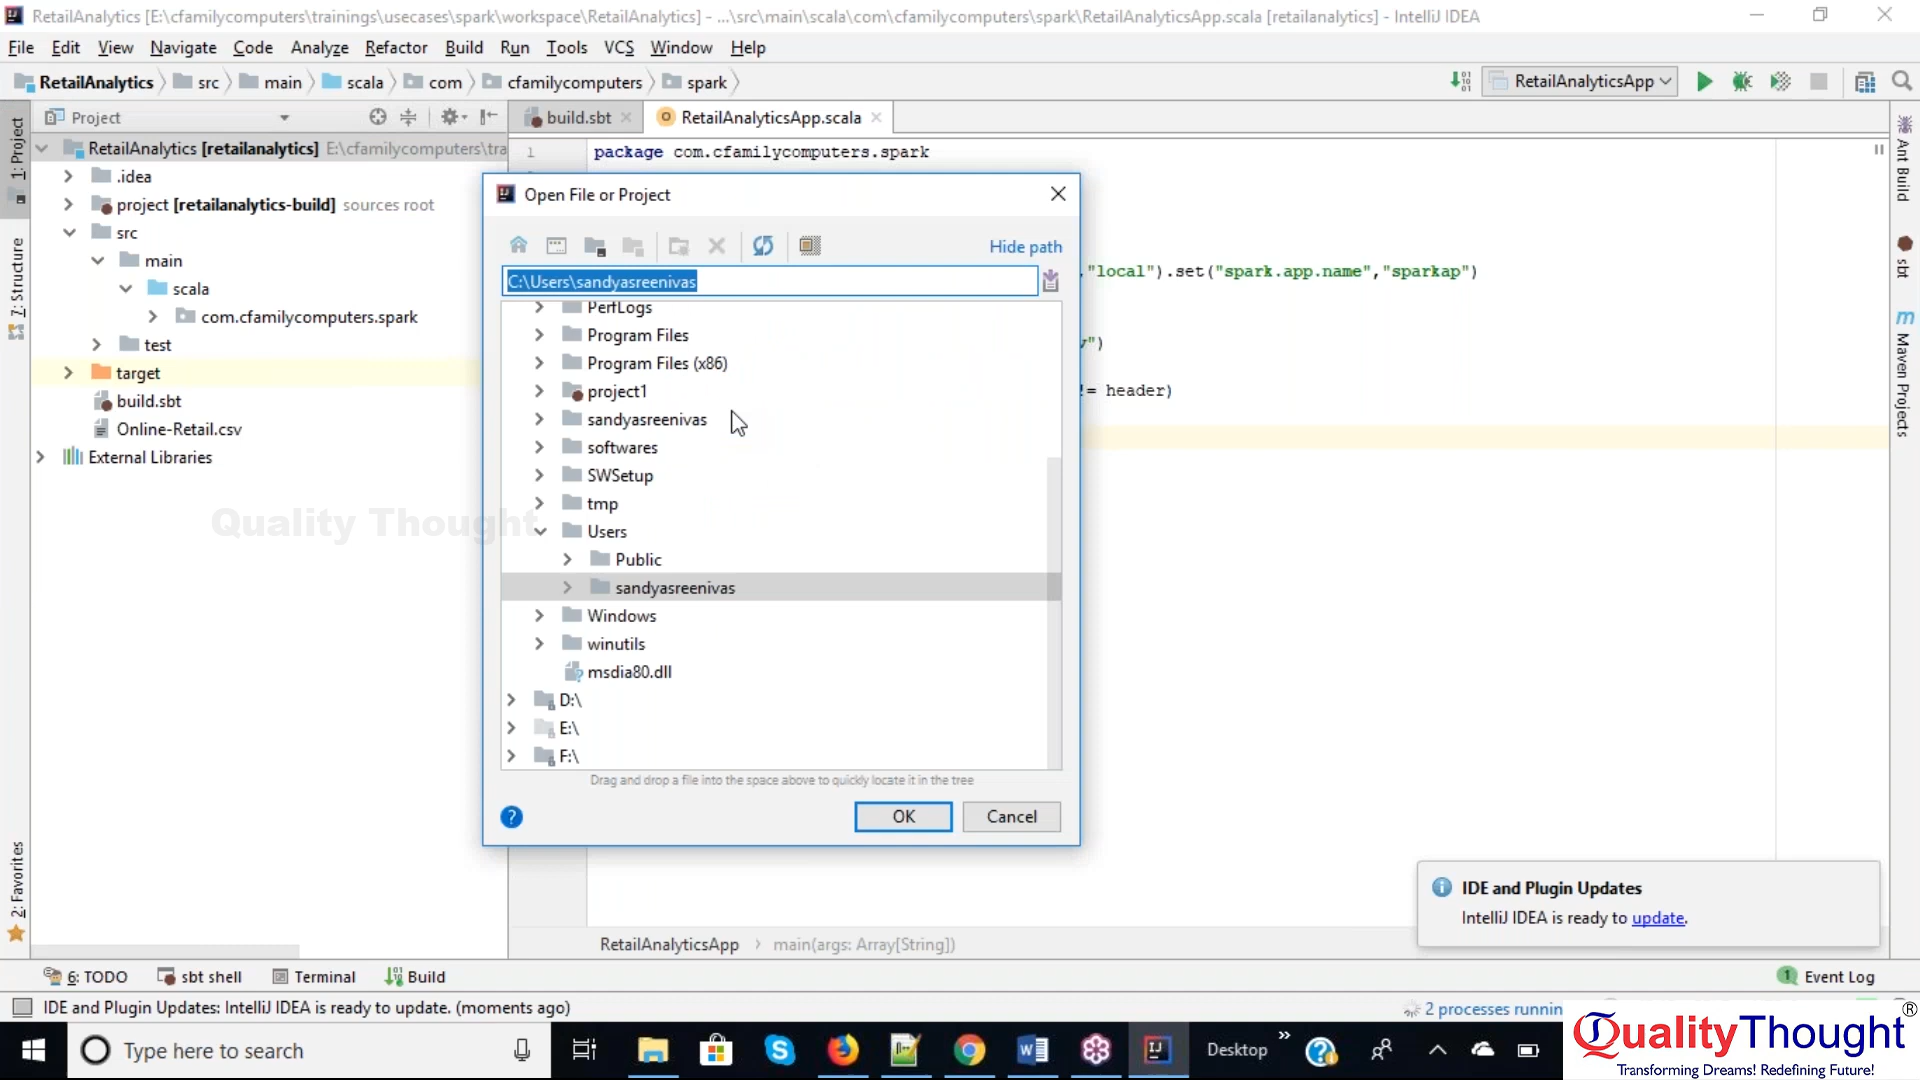 RetailAnalytics [E:\cfamilycomputers\trainings\usecases\spark\workspace\RetailAnalytics] - ...\src\main\scala\com\cfamilycomputers\spark\RetailAnalyticsApp.scala [retailanalytics] - IntelliJ IDEA
File Edit View Navigate Code Analyze Refactor Build Run Tools VCS Window Help
RetailAnalytics src main scala com cfamilycomputers spark RetailAnalyticsApp
Project build.sbt RetailAnalyticsApp.scala
1: Project
7: Structure
2: Favorites
RetailAnalytics [retailanalytics] E:\cfamilycomputers\tra
.idea
project [retailanalytics-build] sources root
src
main
scala
com.cfamilycomputers.spark
test
target
build.sbt
Online-Retail.csv
External Libraries
1 package com.cfamilycomputers.spark
,"local").set("spark.app.name","sparkap")
")
= header)
Open File or Project
Hide path
C:\Users\sandyasreenivas
PerfLogs
Program Files
Program Files (x86)
project1
sandyasreenivas
softwares
SWSetup
tmp
Users
Public
sandyasreenivas
Windows
winutils
msdia80.dll
D:\
E:\
F:\
Drag and drop a file into the space above to quickly locate it in the tree
? OK Cancel
Quality Thought
Ant Build
sbt
m Maven Projects
IDE and Plugin Updates
IntelliJ IDEA is ready to update.
RetailAnalyticsApp main(args: Array[String])
6: TODO sbt shell Terminal Build 1 Event Log
IDE and Plugin Updates: IntelliJ IDEA is ready to update. (moments ago) 2 processes runnin
Type here to search Desktop
QualityThought®
Transforming Dreams! Redefining Future!